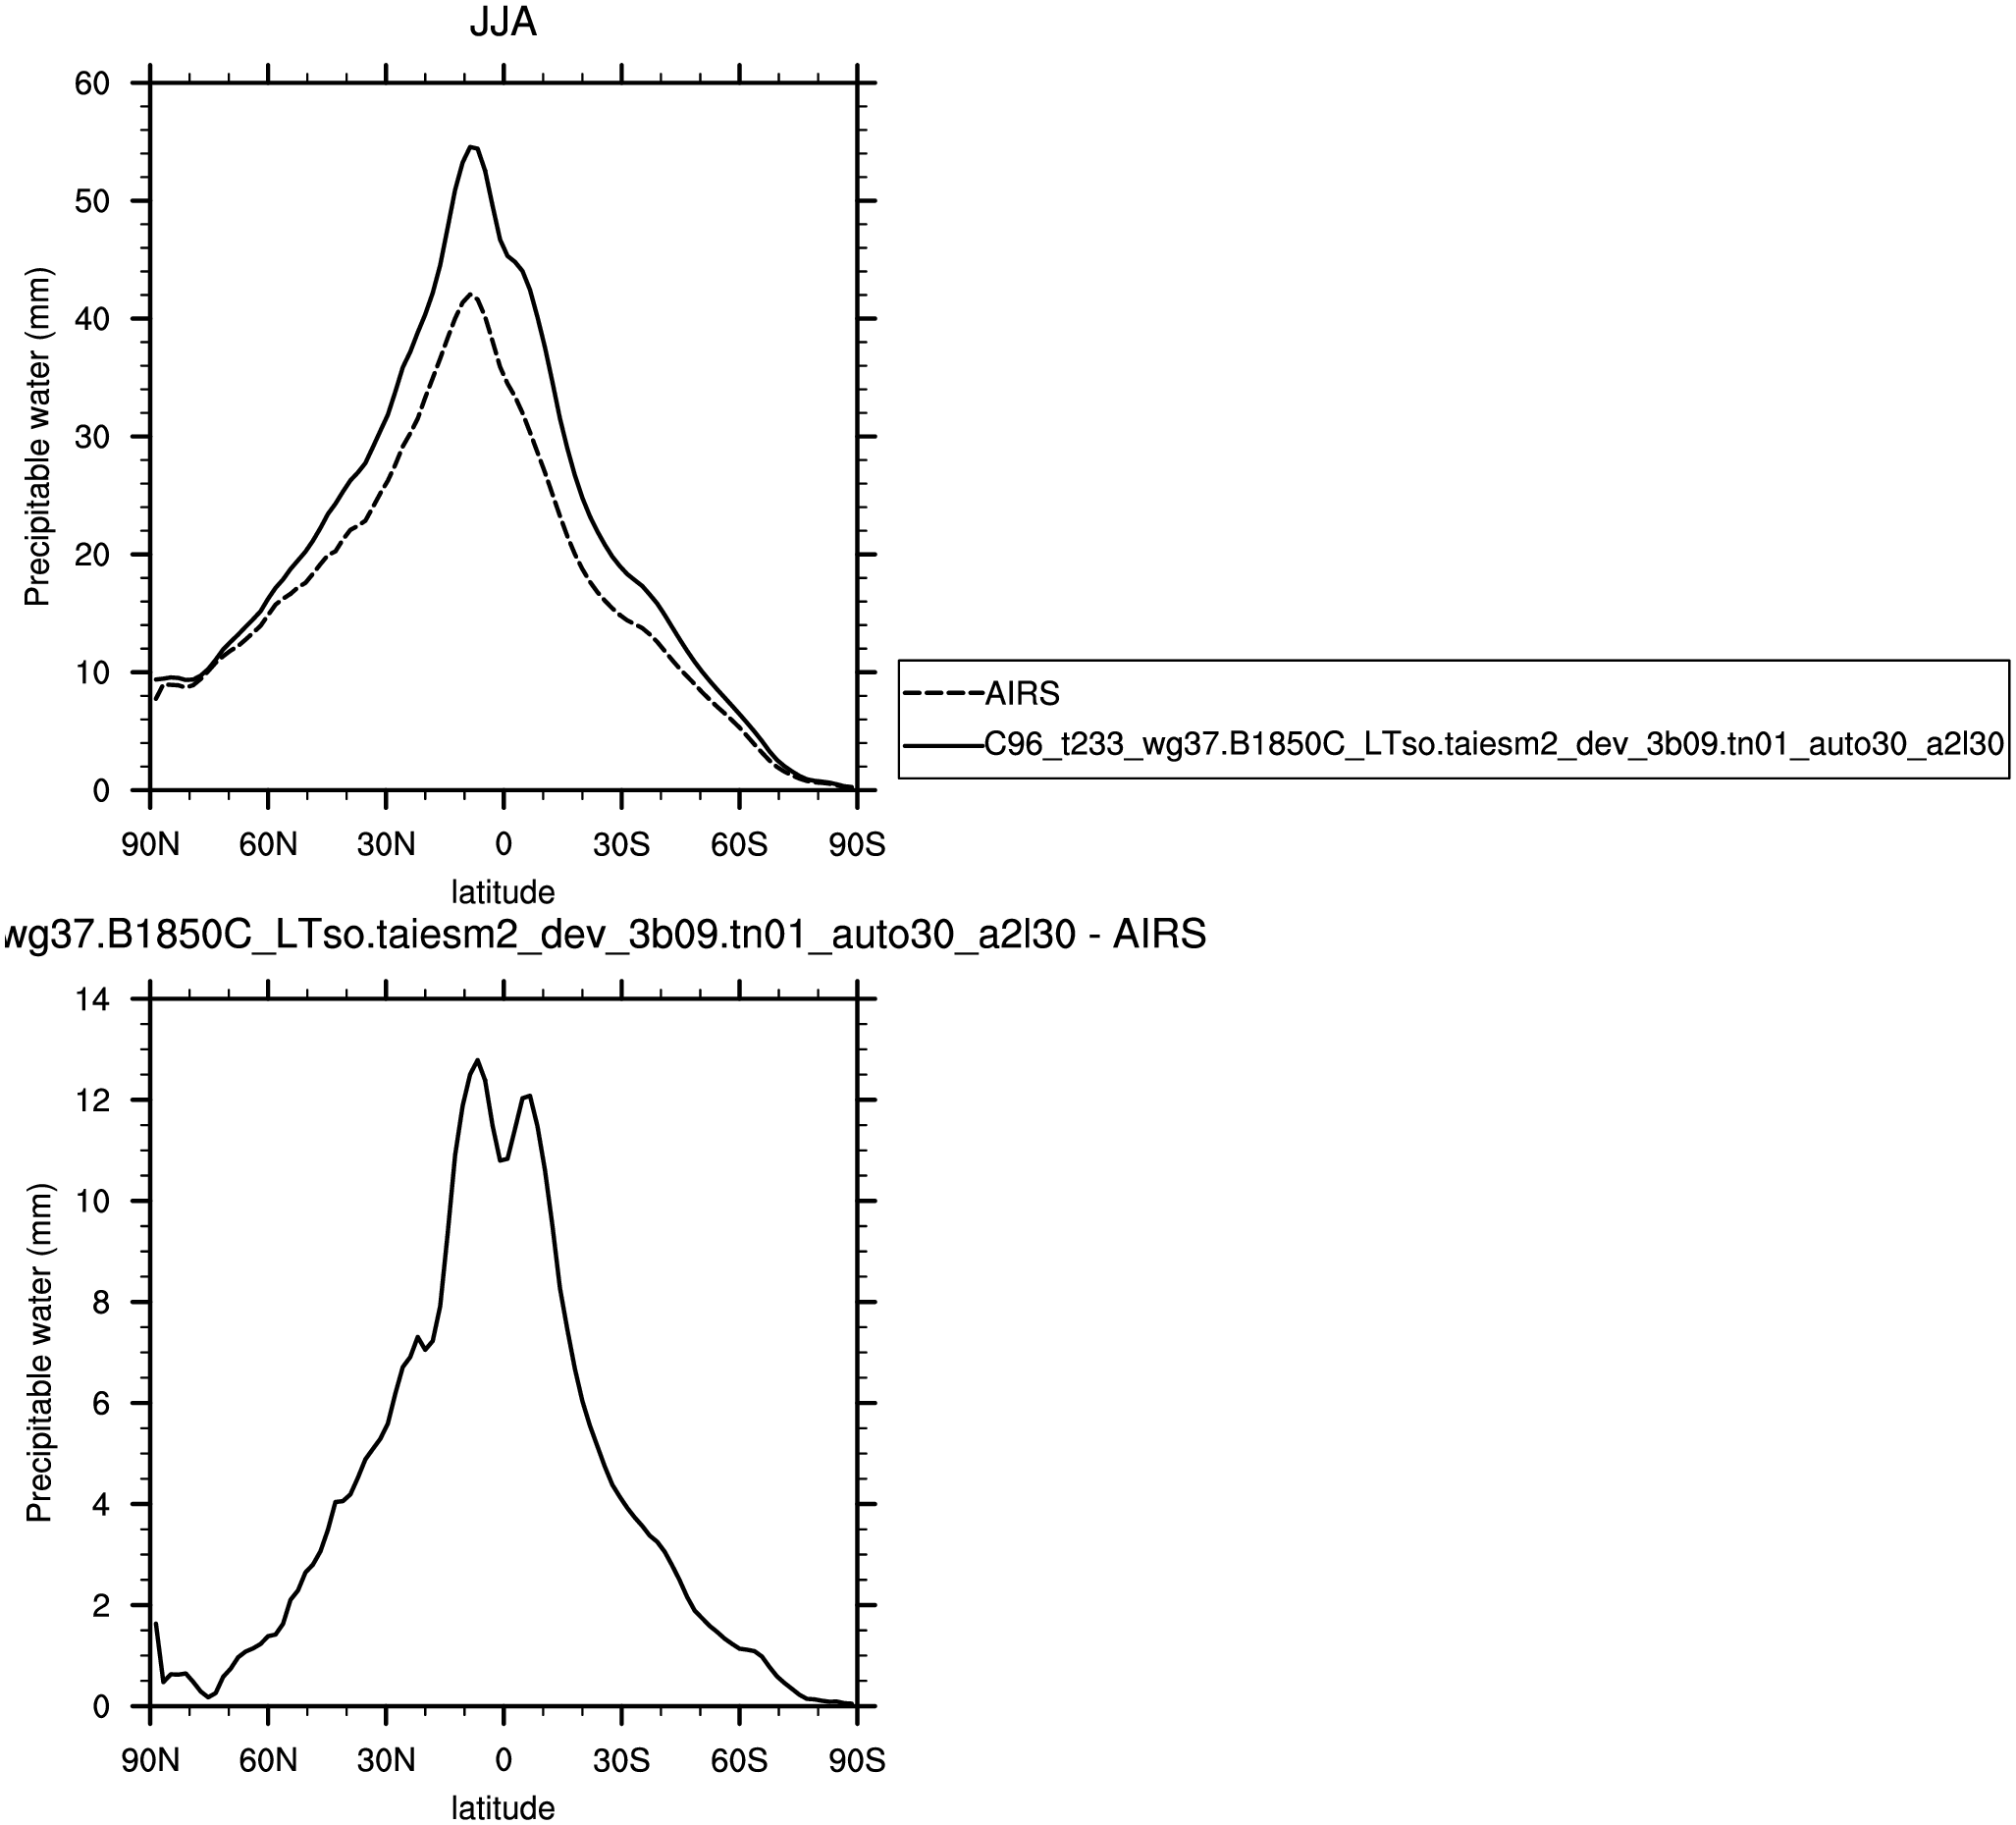 JJA
60
50
40
30
20
10
0
Precipitable water (mm)
90N 60N 30N 0 30S 60S 90S
latitude
AIRS
C96_t233_wg37.B1850C_LTso.taiesm2_dev_3b09.tn01_auto30_a2l30
wg37.B1850C_LTso.taiesm2_dev_3b09.tn01_auto30_a2l30 - AIRS
14
12
10
8
6
4
2
0
Precipitable water (mm)
90N 60N 30N 0 30S 60S 90S
latitude